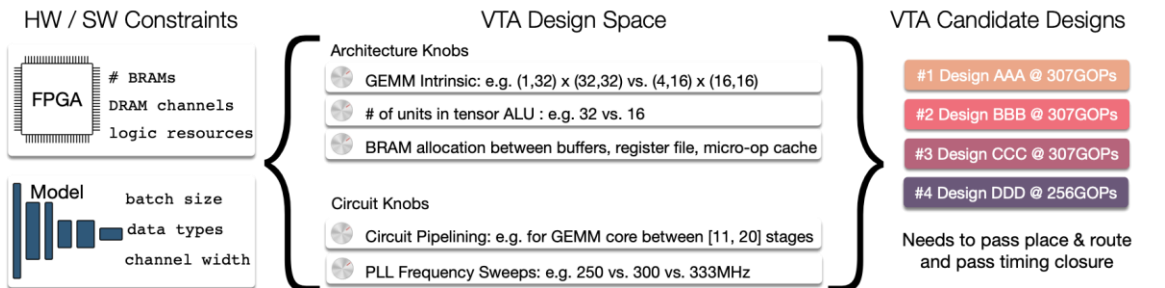 HW / SW Constraints
FPGA
# BRAMs
DRAM channels
logic resources
Model
batch size
data types
channel width
VTA Design Space
Architecture Knobs
GEMM Intrinsic: e.g. (1,32) x (32,32) vs. (4,16) x (16,16)
# of units in tensor ALU : e.g. 32 vs. 16
BRAM allocation between buffers, register file, micro-op cache
Circuit Knobs
Circuit Pipelining: e.g. for GEMM core between [11, 20] stages
PLL Frequency Sweeps: e.g. 250 vs. 300 vs. 333MHz
VTA Candidate Designs
#1 Design AAA @ 307GOPs
#2 Design BBB @ 307GOPs
#3 Design CCC @ 307GOPs
#4 Design DDD @ 256GOPs
Needs to pass place & route
and pass timing closure